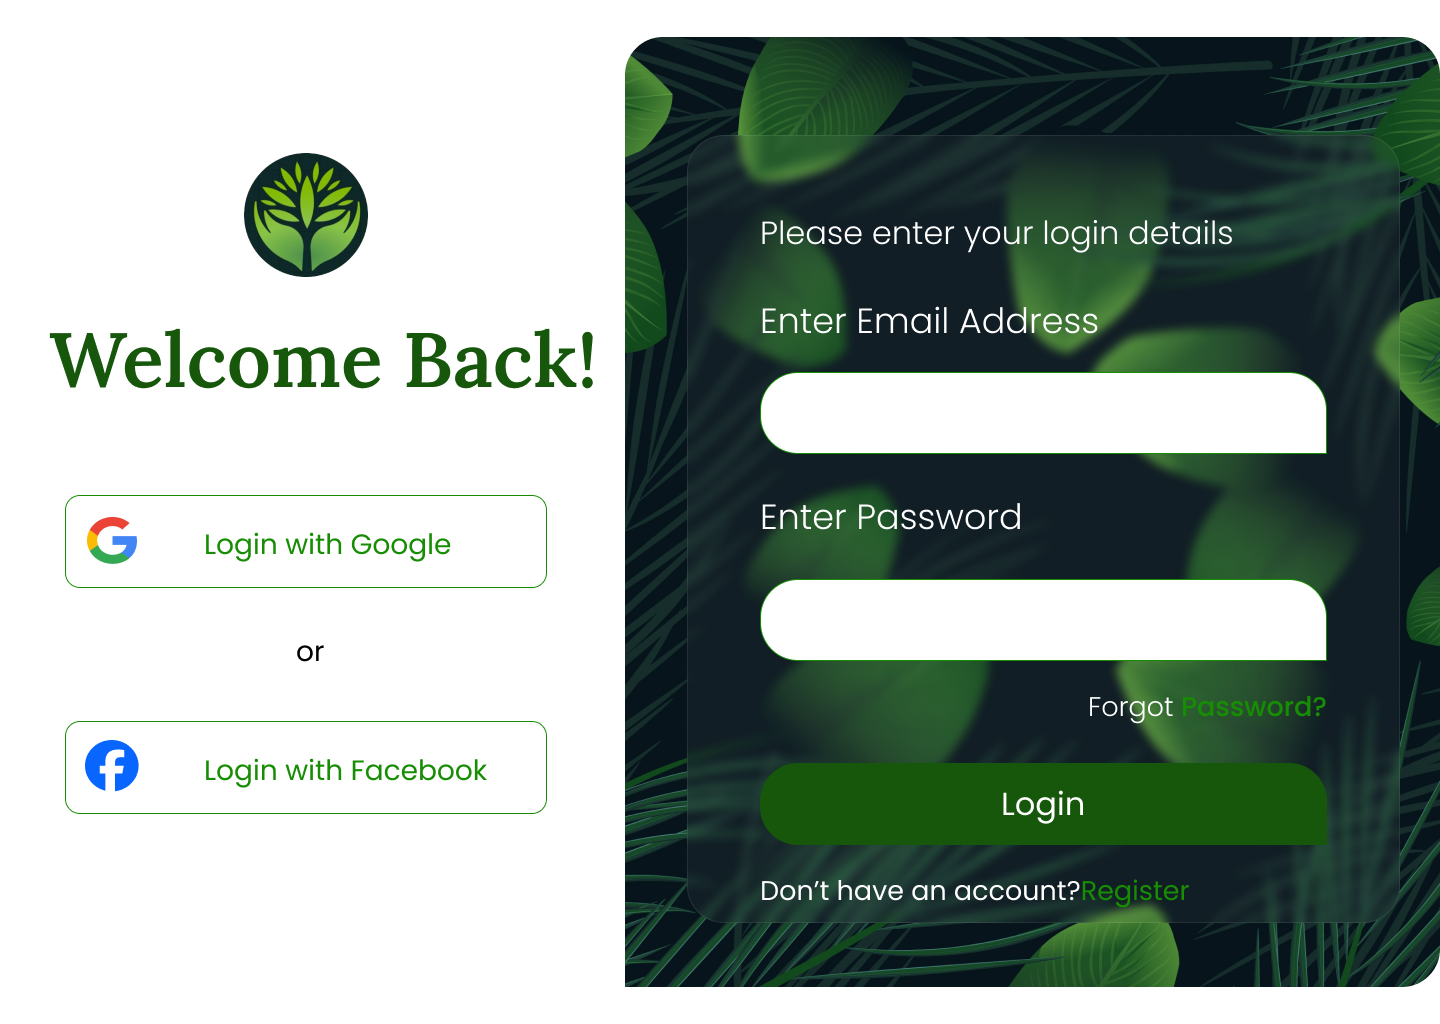 Welcome Back!
Login with Google
or
Login with Facebook
Please enter your login details
Enter Email Address
Enter Password
Forgot Password?
Login
Don’t have an account?Register